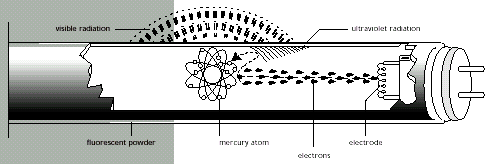 visible radiation
ultraviolet radiation
fluorescent powder
mercury atom
electrode
electrons